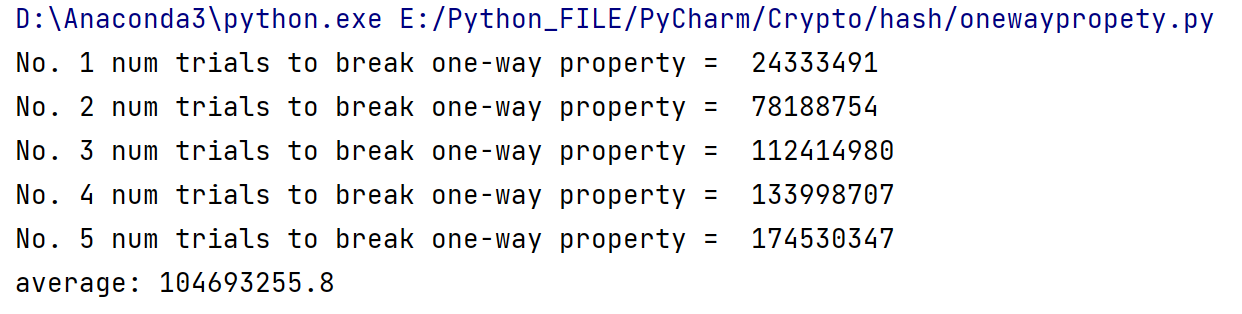 D:\Anaconda3\python.exe E:/Python_FILE/PyCharm/Crypto/hash/onewaypropety.py
No. 1 num trials to break one-way property =  24333491
No. 2 num trials to break one-way property =  78188754
No. 3 num trials to break one-way property =  112414980
No. 4 num trials to break one-way property =  133998707
No. 5 num trials to break one-way property =  174530347
average: 104693255.8